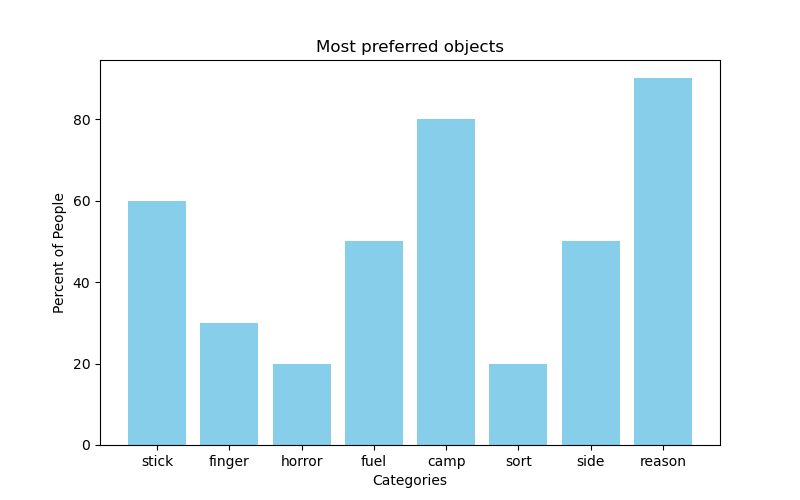 Most preferred objects
Percent of People
80
60
40
20
0
stick finger horror fuel camp sort side reason
Categories